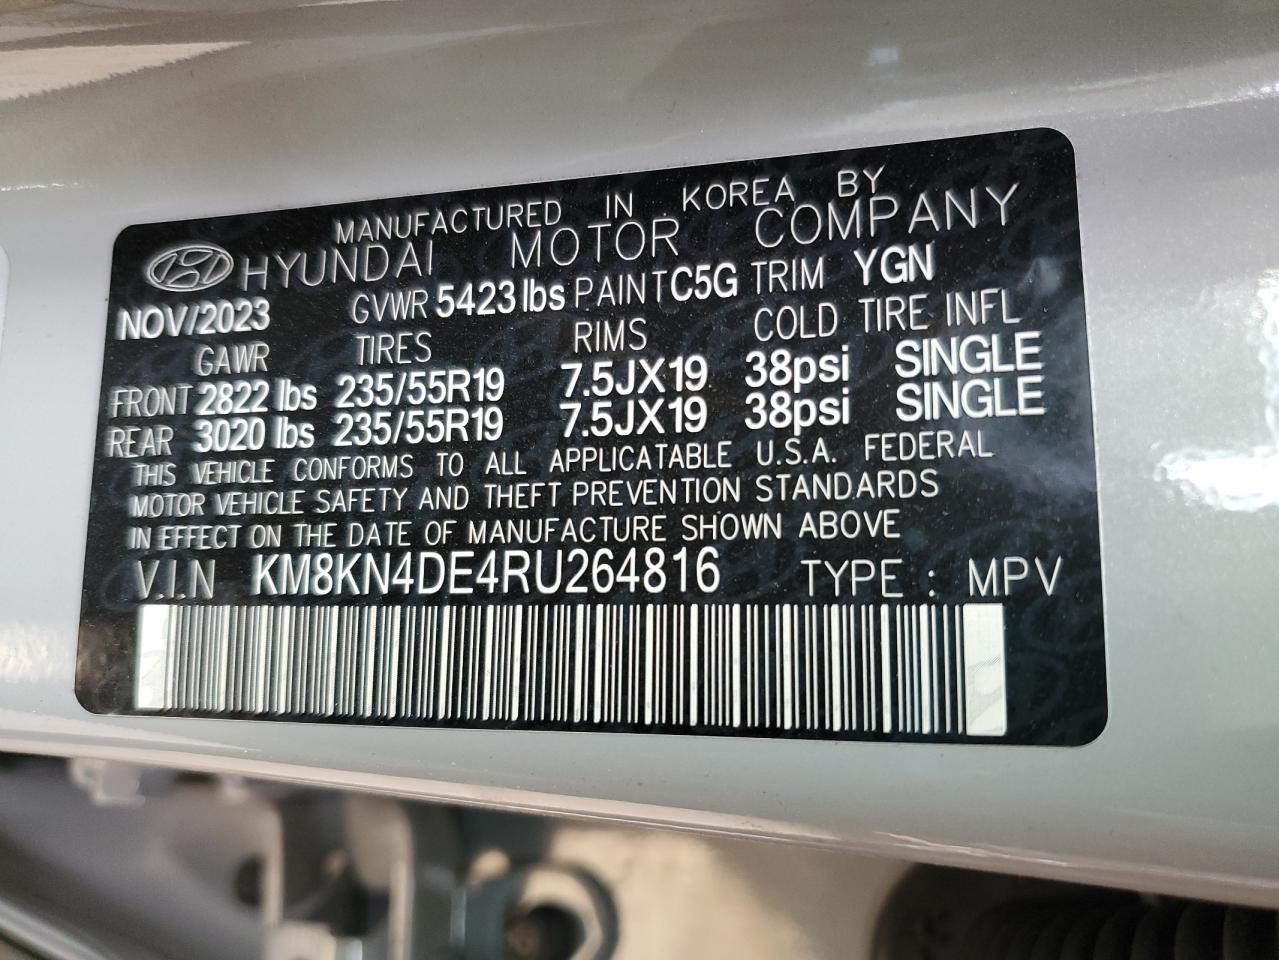 MANUFACTURED IN KOREA BY
HYUNDAI MOTOR COMPANY
NOV/2023 GVWR 5423 lbs PAINT C5G TRIM YGN
GAWR TIRES RIMS COLD TIRE INFL
FRONT 2822 lbs 235/55R19 7.5JX19 38psi SINGLE
REAR 3020 lbs 235/55R19 7.5JX19 38psi SINGLE
THIS VEHICLE CONFORMS TO ALL APPLICATABLE U.S.A. FEDERAL
MOTOR VEHICLE SAFETY AND THEFT PREVENTION STANDARDS
IN EFFECT ON THE DATE OF MANUFACTURE SHOWN ABOVE
V.I.N KM8KN4DE4RU264816 TYPE : MPV